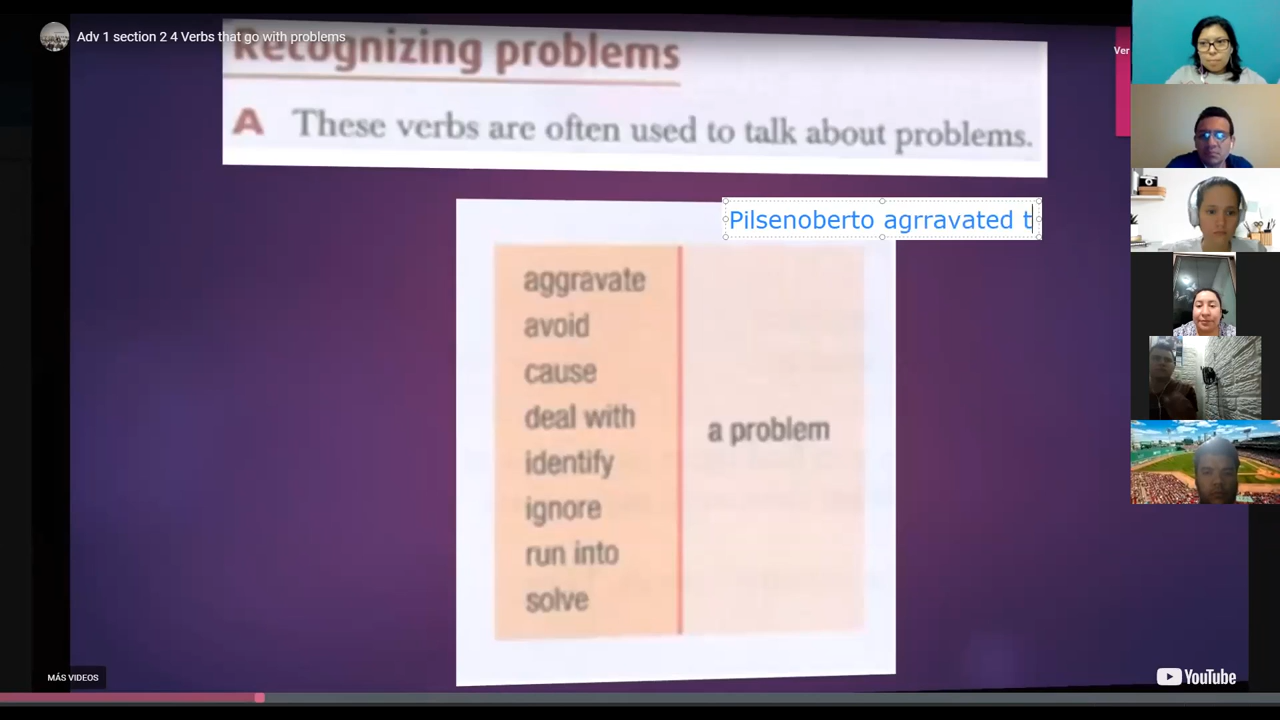 Adv 1 section 2 4 Verbs that go with problems
Ver
Recognizing problems
A These verbs are often used to talk about problems.
Pilsenoberto agrravated t
aggravate
avoid
cause
deal with
identify
ignore
run into
solve
a problem
MÁS VIDEOS
YouTube